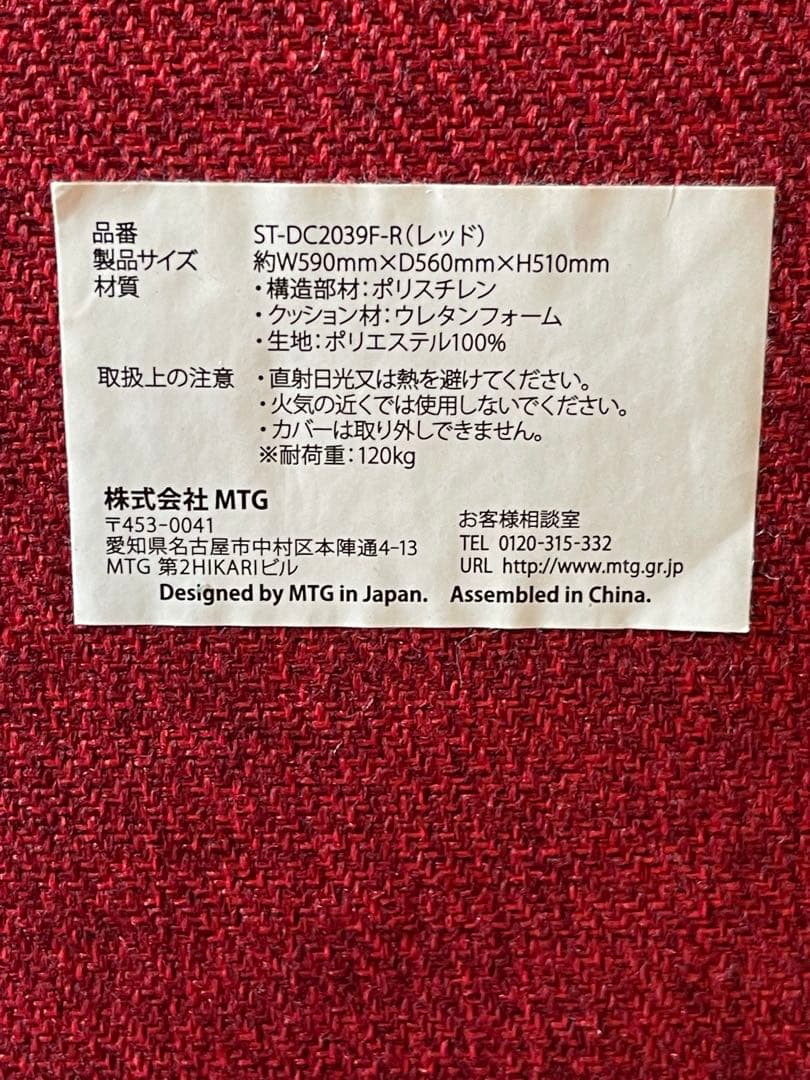 品番 ST-DC2039F-R(レッド)
製品サイズ 約W590mm×D560mm×H510mm
材質 ・構造部材:ポリスチレン
・クッション材:ウレタンフォーム
・生地:ポリエステル100%
取扱上の注意 ・直射日光又は熱を避けてください。
・火気の近くでは使用しないでください。
・カバーは取り外しできません。
※耐荷重:120kg
株式会社 MTG
〒453-0041
愛知県名古屋市中村区本陣通4-13
MTG 第2HIKARIビル
お客様相談室
TEL 0120-315-332
URL http://www.mtg.gr.jp
Designed by MTG in Japan. Assembled in China.